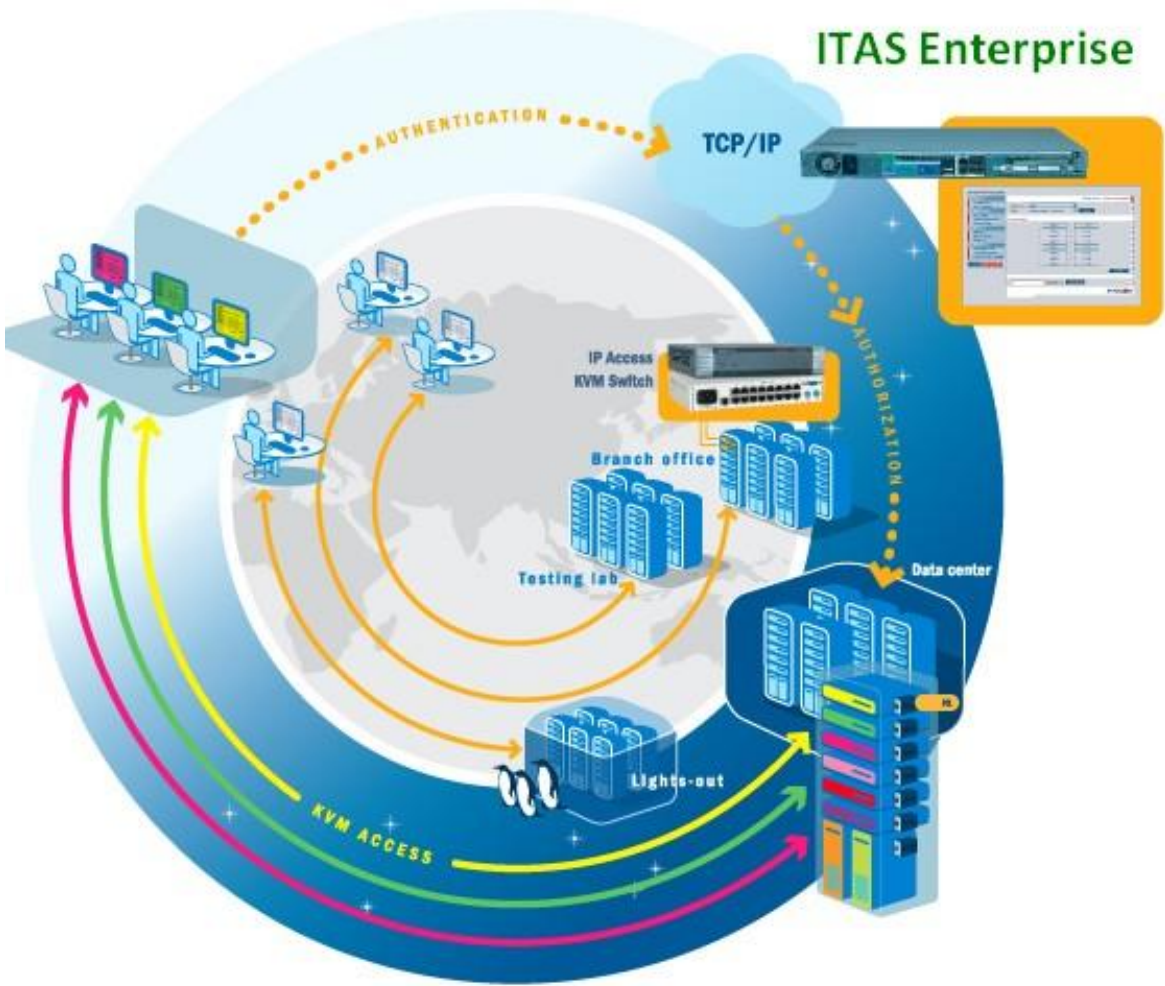 ITAS Enterprise
AUTHENTICATION
TCP/IP
IP Access
KVM Switch
AUTHORIZATION
Branch office
Testing lab
Data center
Lights-out
KVM ACCESS